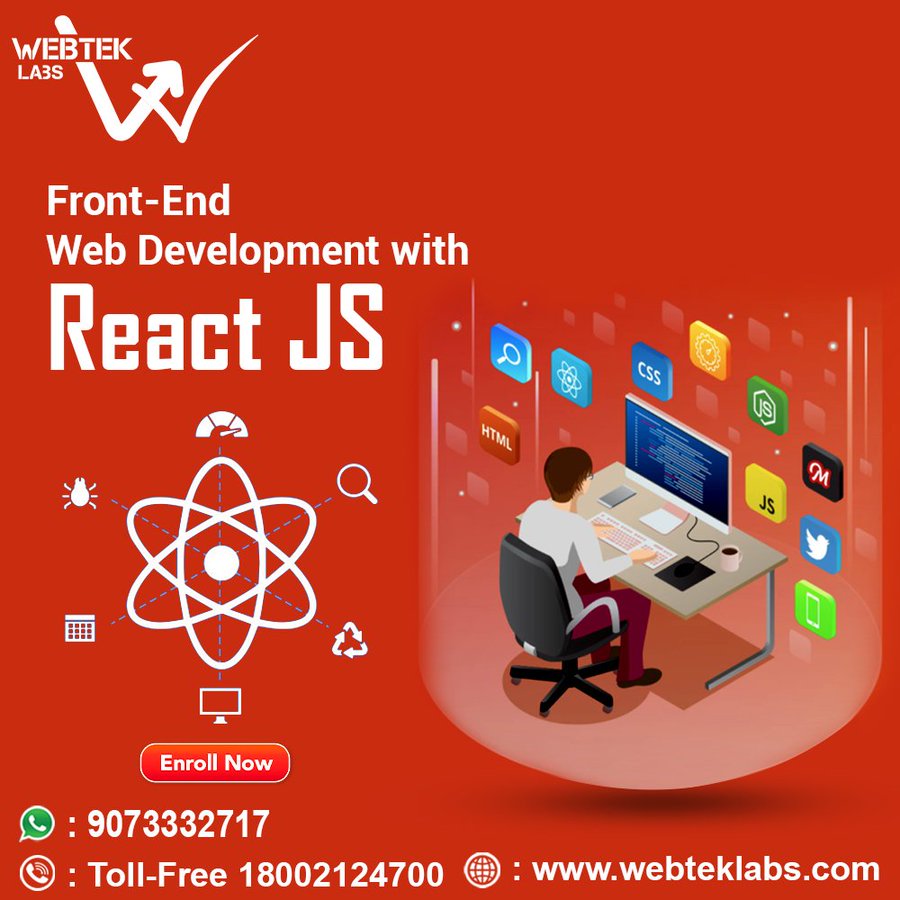 WEBTEK
LABS
Front-End
Web Development with
React JS
CSS
HTML
JS
JS
M
Enroll Now
: 9073332717
: Toll-Free 18002124700
: www.webteklabs.com